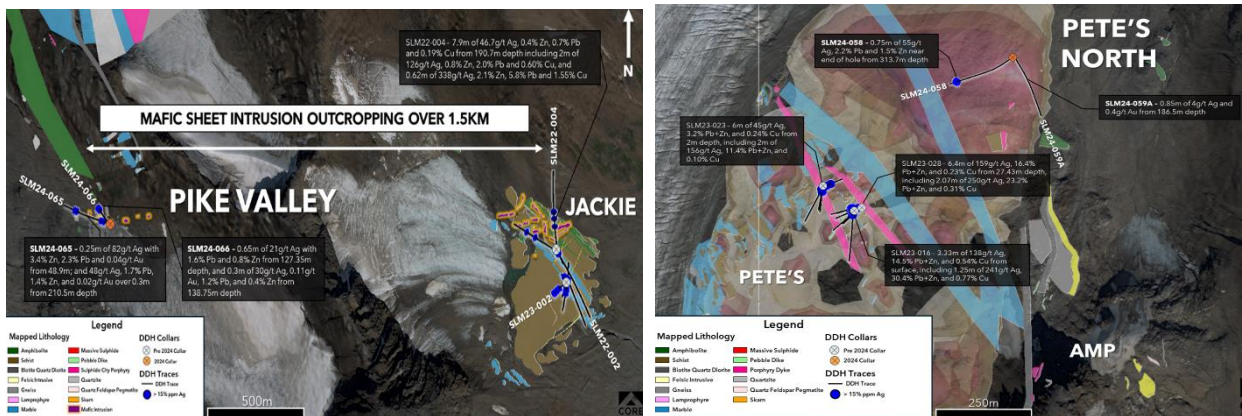 SLM22-004 - 7.9m of 46.7g/t Ag, 0.4% Zn, 0.7% Pb
and 0.19% Cu from 190.7m depth including 2m of
126g/t Ag, 0.8% Zn, 2.0% Pb and 0.60% Cu, and
0.62m of 338g/t Ag, 2.1% Zn, 5.8% Pb and 1.55% Cu
N
MAFIC SHEET INTRUSION OUTCROPPING OVER 1.5KM
SLM22-004
SLM24-066
SLM24-065
PIKE VALLEY
JACKIE
SLM24-065 - 0.25m of 82g/t Ag with
3.4% Zn, 2.3% Pb and 0.04g/t Au
from 48.9m; and 48g/t Ag, 1.7% Pb,
1.4% Zn, and 0.02g/t Au over 0.3m
from 210.5m depth
SLM24-066 - 0.65m of 21g/t Ag with
1.6% Pb and 0.8% Zn from 127.35m
depth, and 0.3m of 30g/t Ag, 0.11g/t
Au, 1.2% Pb, and 0.4% Zn from
138.75m depth
SLM23-002
SLM22-002
Legend
Mapped Lithology
Amphibolite
Schist
Biotite Quartz Diorite
Felsic Intrusive
Gneiss
Lamprophyre
Marble
Massive Sulphide
Pebble Dike
Sulphide City Porphyry
Quartzite
Quartz Feldspar Pegmatite
Skarn
Mafic Intrusion
DDH Collars
Pre 2024 Collar
2024 Collar
DDH Traces
DDH Trace
> 15% ppm Ag
500m
CORE
PETE'S
NORTH
SLM24-058 - 0.75m of 55g/t
Ag, 2.2% Pb and 1.5% Zn near
end of hole from 313.7m depth
SLM24-058
SLM24-059A - 0.85m of 4g/t Ag and
0.4g/t Au from 186.5m depth
SLM24-059A
SLM23-023 - 6m of 45g/t Ag,
3.2% Pb+Zn, and 0.24% Cu from
2m depth, including 2m of
156g/t Ag, 11.4% Pb+Zn, and
0.10% Cu
SLM23-028 - 6.4m of 159g/t Ag, 16.4%
Pb+Zn, and 0.23% Cu from 27.43m depth,
including 2.07m of 250g/t Ag, 23.2%
Pb+Zn, and 0.31% Cu
SLM23-016 - 3.33m of 138g/t Ag,
14.5% Pb+Zn, and 0.54% Cu from
surface, including 1.25m of 241g/t Ag,
30.4% Pb+Zn, and 0.77% Cu
PETE'S
AMP
Legend
Mapped Lithology
Amphibolite
Schist
Biotite Quartz Diorite
Felsic Intrusive
Gneiss
Lamprophyre
Marble
Massive Sulphide
Pebble Dike
Porphyry Dyke
Quartzite
Quartz Feldspar Pegmatite
Skarn
DDH Collars
Pre 2024 Collar
2024 Collar
DDH Traces
DDH Trace
> 15% ppm Ag
250m